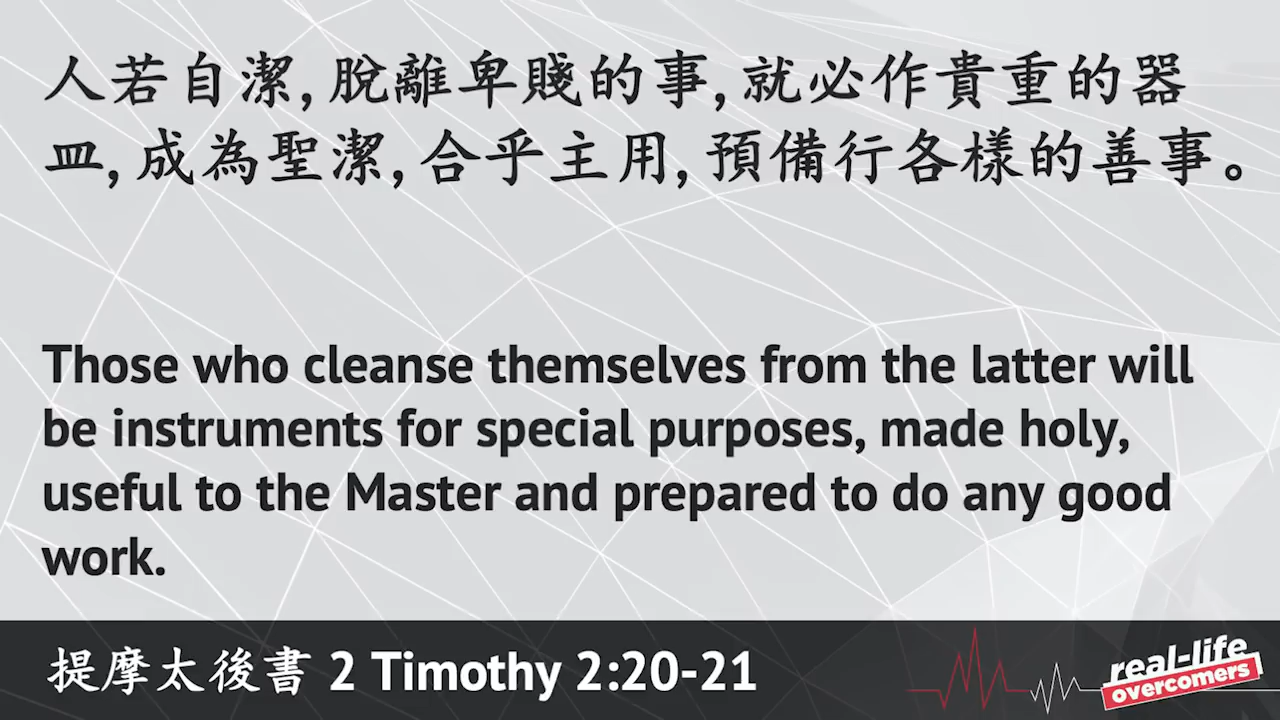 人若自潔,脫離卑賤的事,就必作貴重的器
皿,成為聖潔,合乎主用,預備行各樣的善事。
Those who cleanse themselves from the latter will
be instruments for special purposes, made holy,
useful to the Master and prepared to do any good
work.
提摩太後書 2 Timothy 2:20-21
real-life
overcomers